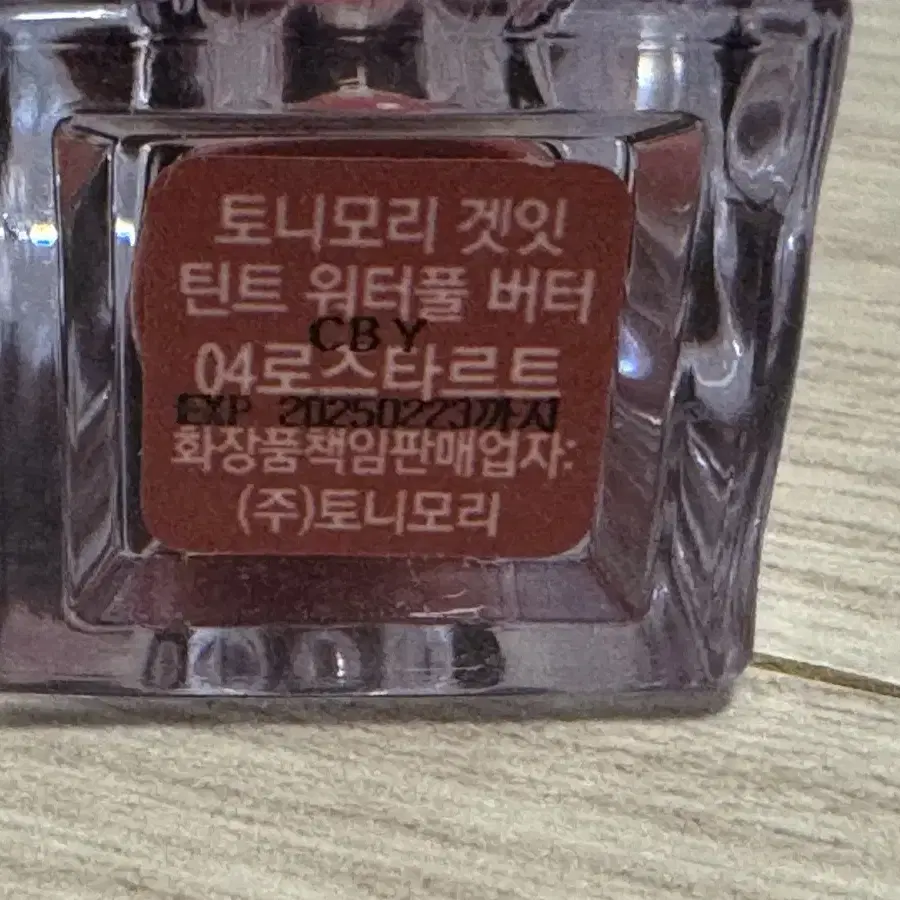 토니모리 겟잇
틴트 워터풀 버터
CBY
04로스타르트
EXP 20250223까지
화장품책임판매업자:
(주)토니모리